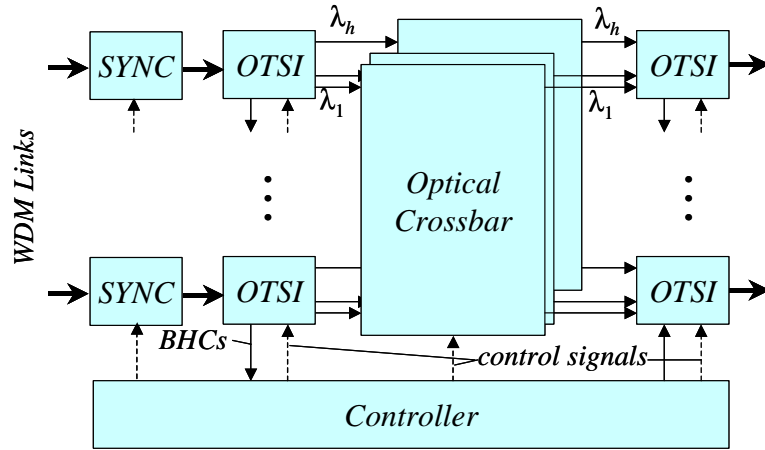 λh λh
SYNC OTSI OTSI
λ1 λ1
WDM Links
Optical
Crossbar
SYNC OTSI OTSI
BHCs control signals
Controller